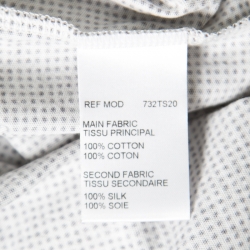 REF MOD 732TS20
MAIN FABRIC
TISSU PRINCIPAL
100% COTTON
100% COTON
SECOND FABRIC
TISSU SECONDAIRE
100% SILK
100% SOIE